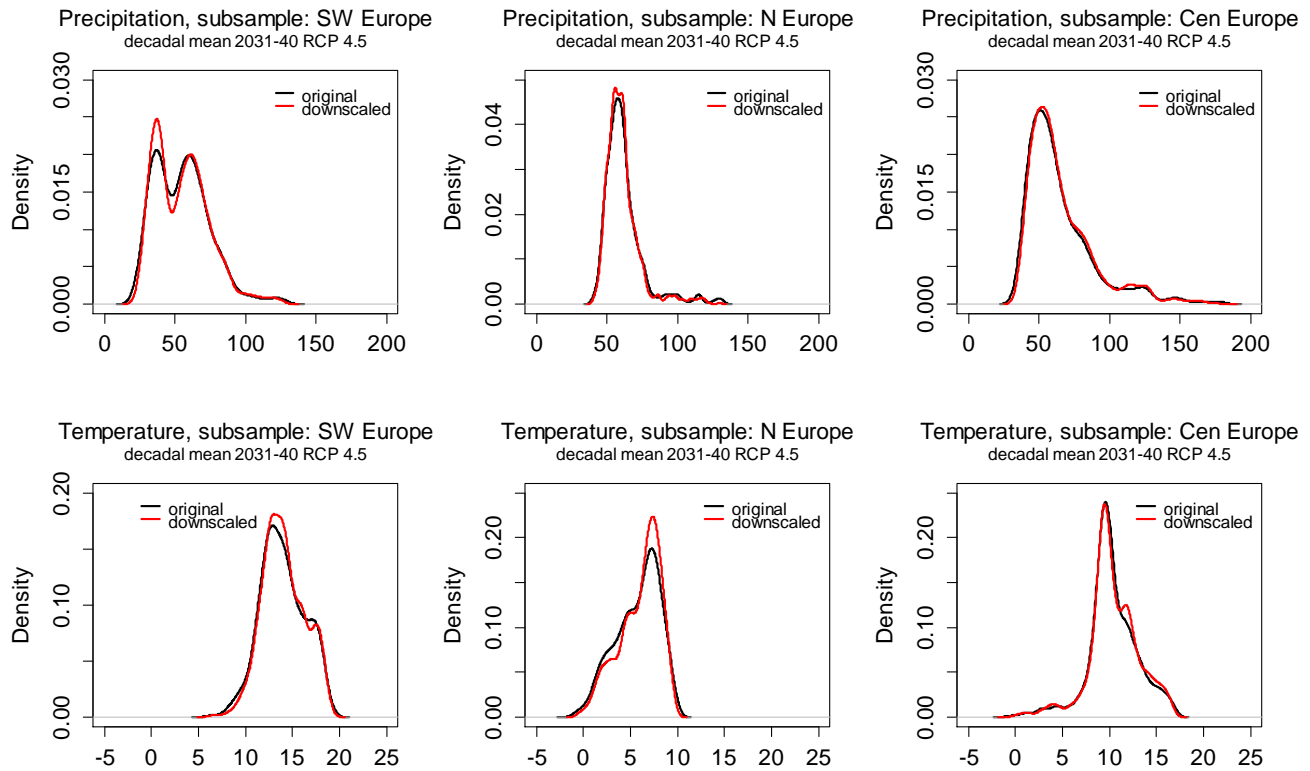 Precipitation, subsample: SW Europe
decadal mean 2031-40 RCP 4.5
original
downscaled
Density
0.000 0.015 0.030
0 50 100 150 200
Precipitation, subsample: N Europe
decadal mean 2031-40 RCP 4.5
original
downscaled
Density
0.00 0.02 0.04
0 50 100 150 200
Precipitation, subsample: Cen Europe
decadal mean 2031-40 RCP 4.5
original
downscaled
Density
0.000 0.015 0.030
0 50 100 150 200
Temperature, subsample: SW Europe
decadal mean 2031-40 RCP 4.5
original
downscaled
Density
0.00 0.10 0.20
-5 0 5 10 15 20 25
Temperature, subsample: N Europe
decadal mean 2031-40 RCP 4.5
original
downscaled
Density
0.00 0.10 0.20
-5 0 5 10 15 20 25
Temperature, subsample: Cen Europe
decadal mean 2031-40 RCP 4.5
original
downscaled
Density
0.00 0.10 0.20
-5 0 5 10 15 20 25